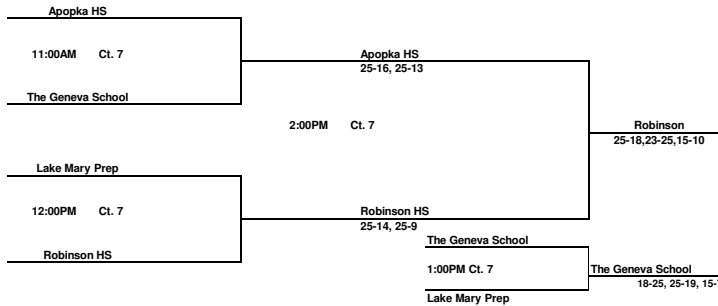 Apopka HS
11:00AM Ct. 7
Apopka HS
25-16, 25-13
The Geneva School
2:00PM Ct. 7
Robinson
25-18,23-25,15-10
Lake Mary Prep
12:00PM Ct. 7
Robinson HS
25-14, 25-9
The Geneva School
Robinson HS
1:00PM Ct. 7
The Geneva School
18-25, 25-19,
Lake Mary Prep